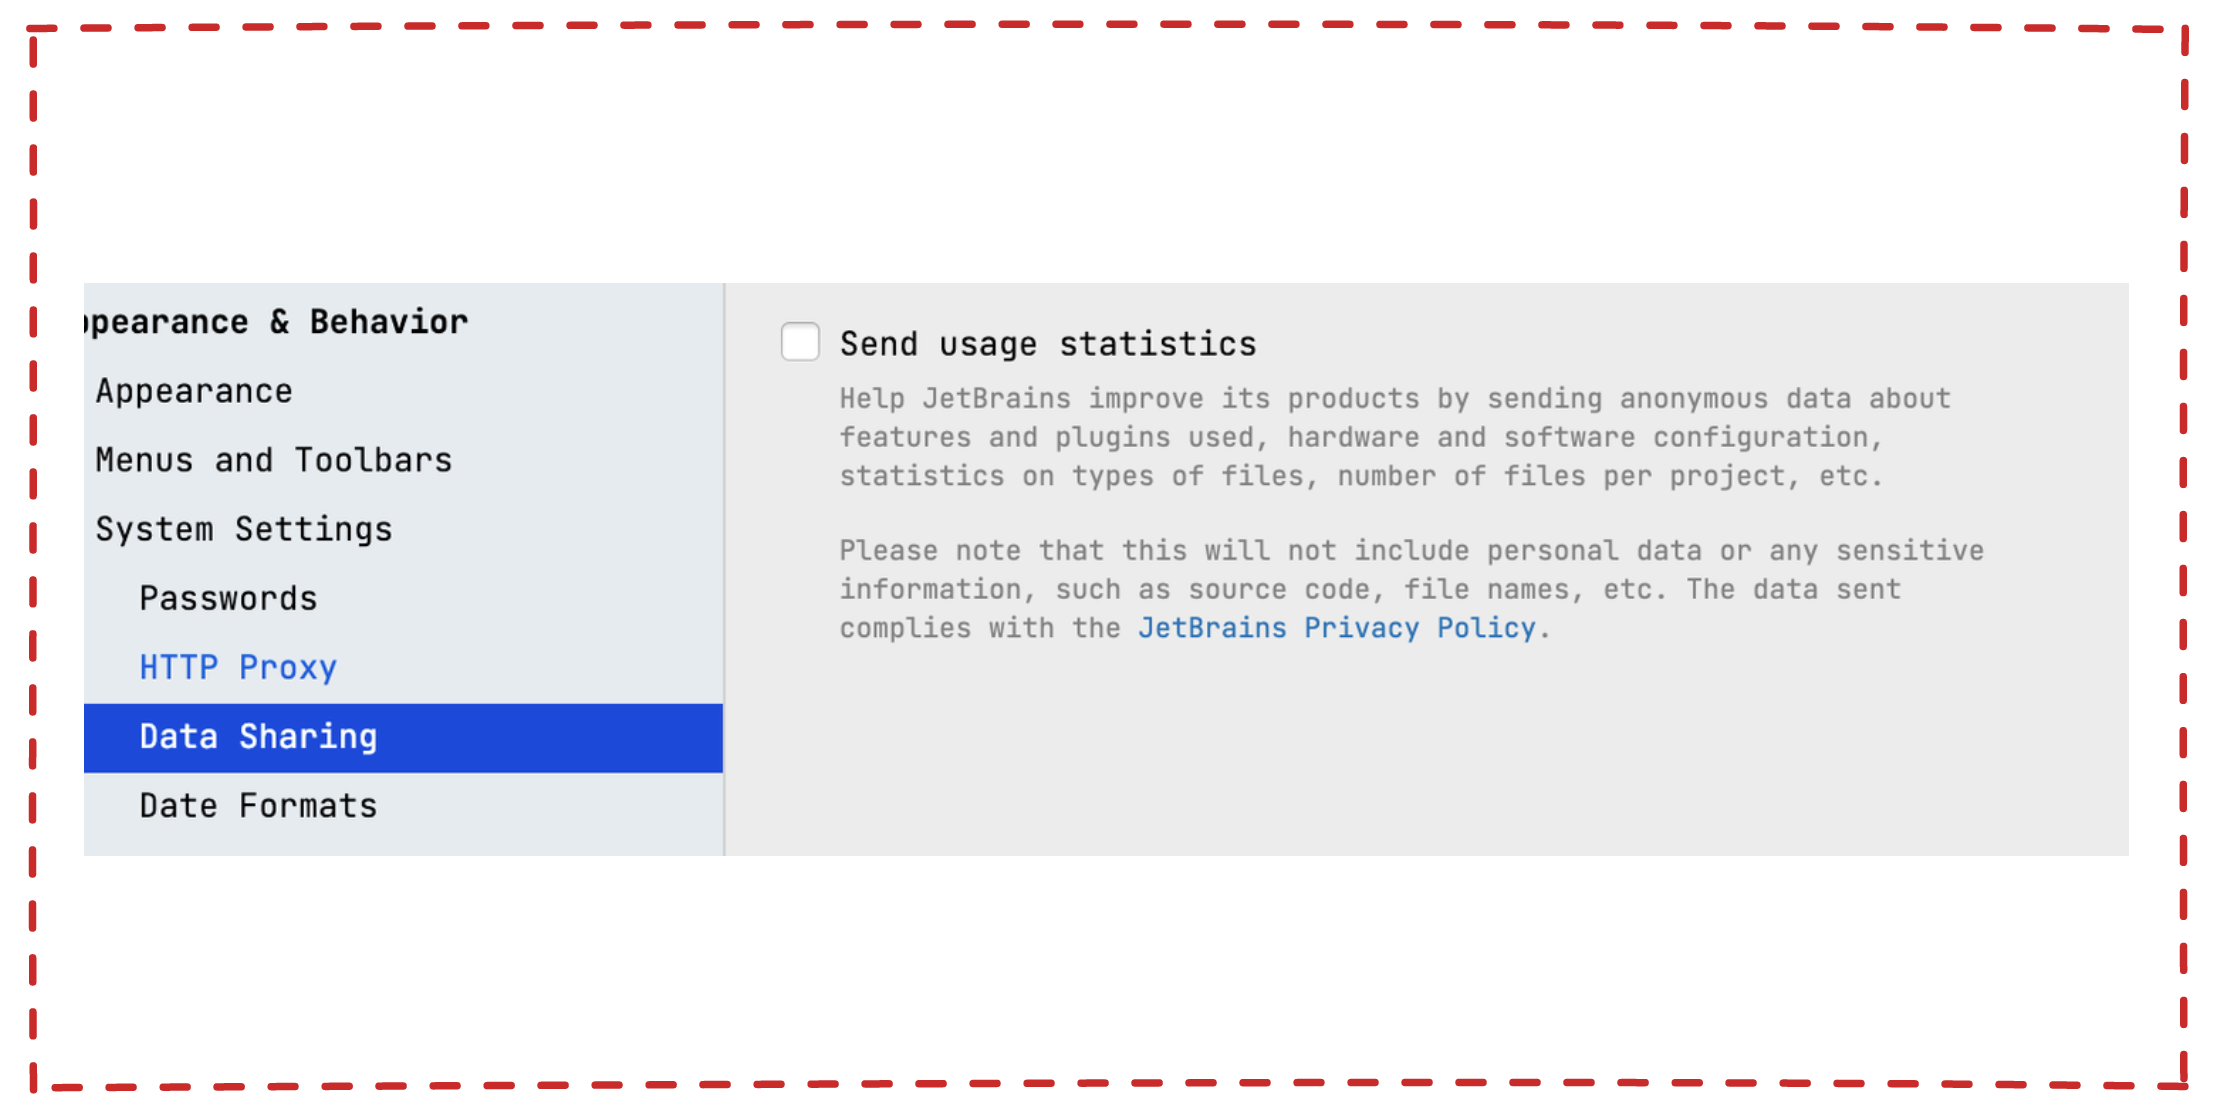 ppearance & Behavior
Appearance
Menus and Toolbars
System Settings
Passwords
HTTP Proxy
Data Sharing
Date Formats
Send usage statistics
Help JetBrains improve its products by sending anonymous data about
features and plugins used, hardware and software configuration,
statistics on types of files, number of files per project, etc.
Please note that this will not include personal data or any sensitive
information, such as source code, file names, etc. The data sent
complies with the JetBrains Privacy Policy.